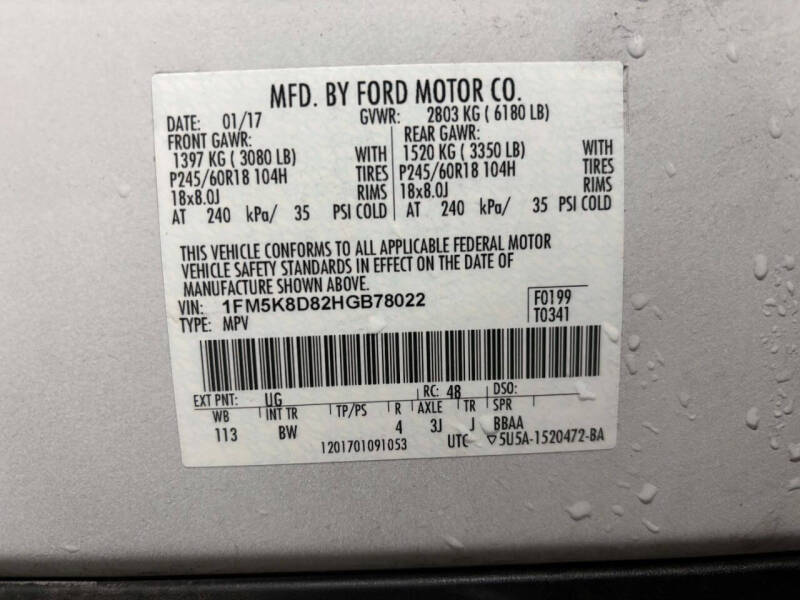 MFD. BY FORD MOTOR CO.
DATE: 01/17 GVWR: 2803 KG ( 6180 LB)
FRONT GAWR: REAR GAWR:
1397 KG ( 3080 LB) WITH 1520 KG ( 3350 LB) WITH
P245/60R18 104H TIRES P245/60R18 104H TIRES
18x8.0J RIMS 18x8.0J RIMS
AT 240 kPa/ 35 PSI COLD AT 240 kPa/ 35 PSI COLD
THIS VEHICLE CONFORMS TO ALL APPLICABLE FEDERAL MOTOR
VEHICLE SAFETY STANDARDS IN EFFECT ON THE DATE OF
MANUFACTURE SHOWN ABOVE.
VIN: 1FM5K8D82HGB78022 F0199
TYPE: MPV T0341
EXT PNT: UG RC: 48 DSO:
WB INT TR TP/PS R AXLE TR SPR
113 BW 4 3J J BBAA
1201701091053 UTC ▽5U5A-1520472-BA